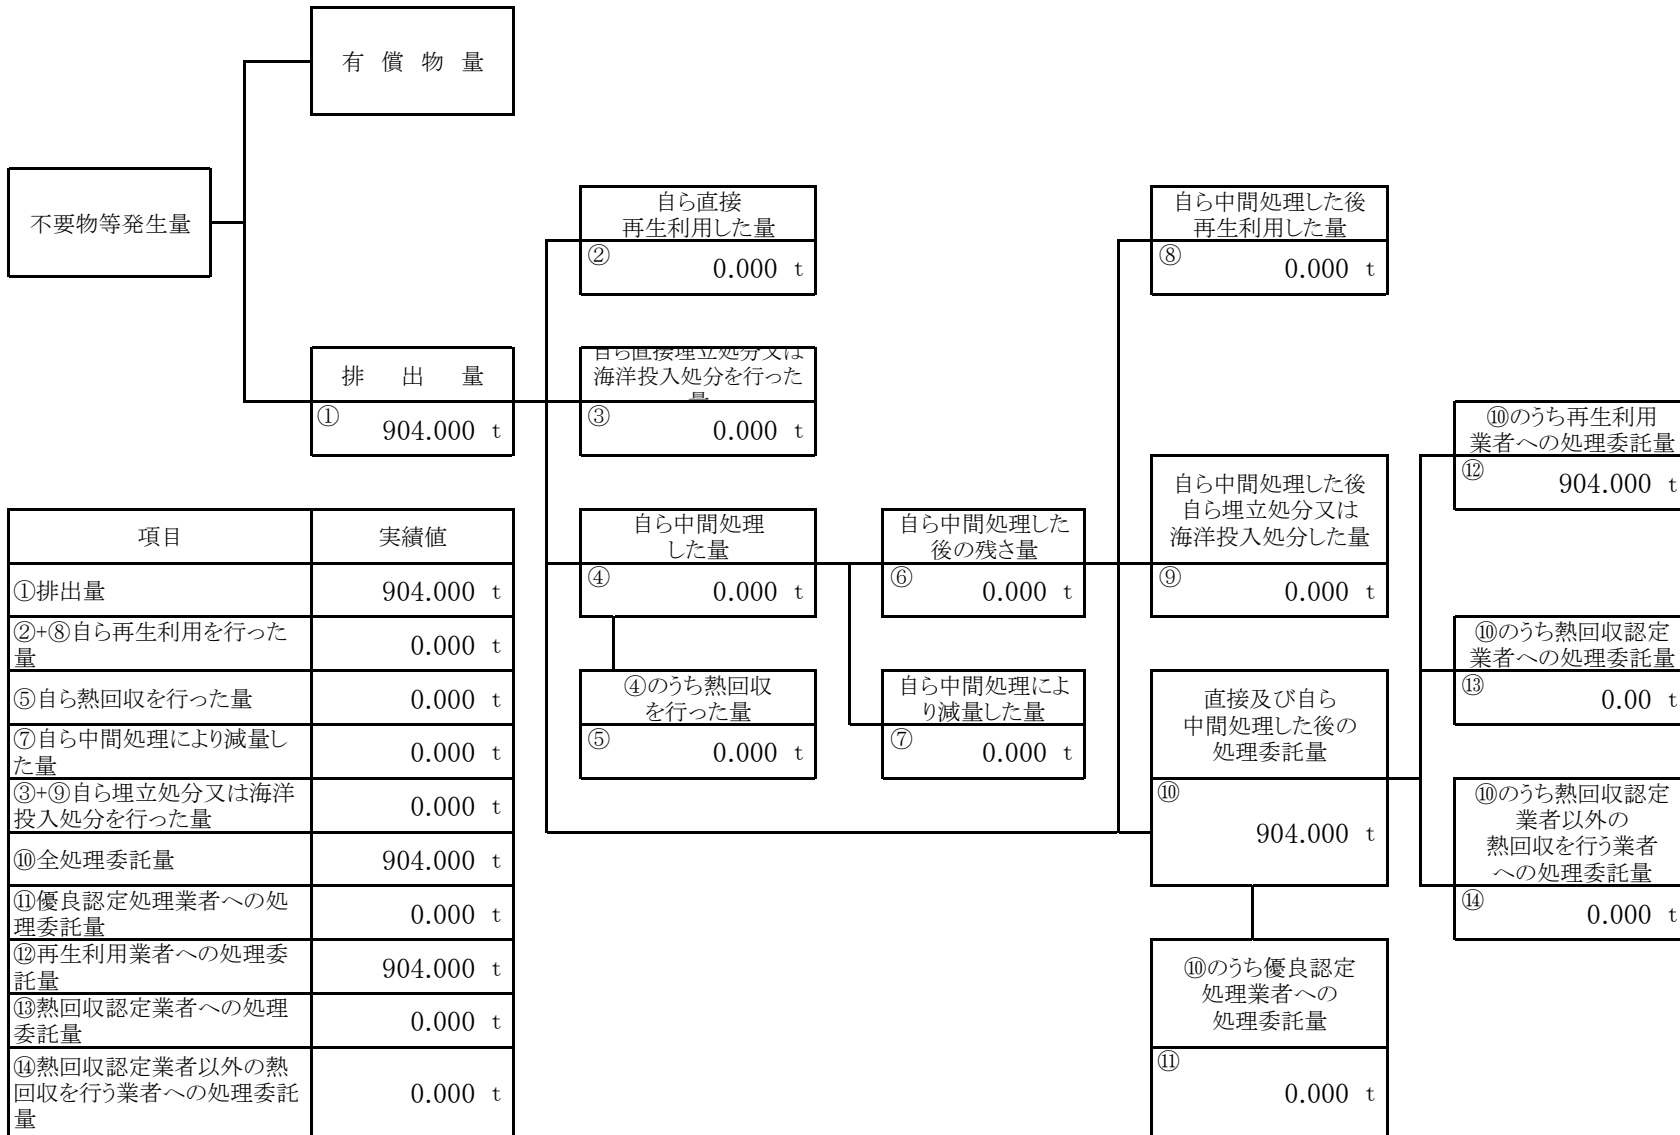 有 償 物 量
不要物等発生量
自ら直接
再生利用した量
②
0.000 t
自ら中間処理した後
再生利用した量
⑧
0.000 t
排 出 量
①
904.000 t
自ら直接埋立処分又は
海洋投入処分を行った
量
③
0.000 t
⑩のうち再生利用
業者への処理委託量
⑫
904.000 t
自ら中間処理
した量
④
0.000 t
自ら中間処理した
後の残さ量
⑥
0.000 t
自ら中間処理した後
自ら埋立処分又は
海洋投入処分した量
⑨
0.000 t
⑩のうち熱回収認定
業者への処理委託量
⑬
0.00 t
④のうち熱回収
を行った量
⑤
0.000 t
自ら中間処理によ
り減量した量
⑦
0.000 t
直接及び自ら
中間処理した後の
処理委託量
⑩
904.000 t
⑩のうち熱回収認定
業者以外の
熱回収を行う業者
への処理委託量
⑭
0.000 t
⑩のうち優良認定
処理業者への
処理委託量
⑪
0.000 t
項目 実績値
①排出量 904.000 t
②+⑧自ら再生利用を行った
量
0.000 t
⑤自ら熱回収を行った量 0.000 t
⑦自ら中間処理により減量し
た量
0.000 t
③+⑨自ら埋立処分又は海洋
投入処分を行った量
0.000 t
⑩全処理委託量 904.000 t
⑪優良認定処理業者への処
理委託量
0.000 t
⑫再生利用業者への処理委
託量
904.000 t
⑬熱回収認定業者への処理
委託量
0.000 t
⑭熱回収認定業者以外の熱
回収を行う業者への処理委託
量
0.000 t